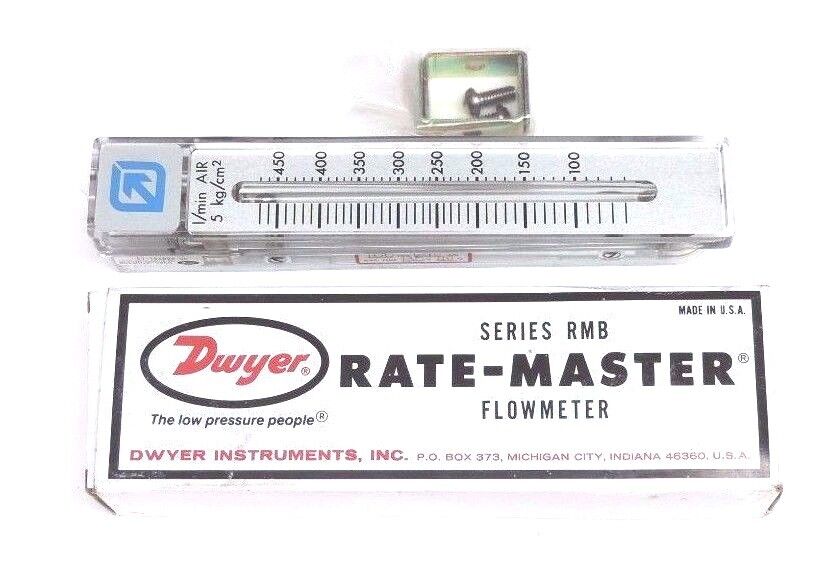 l/min AIR
5 kg/cm2
450 400 350 300 250 200 150 100
MADE IN U.S.A.
SERIES RMB
Dwyer®
RATE-MASTER®
The low pressure people®
FLOWMETER
DWYER INSTRUMENTS, INC. P.O. BOX 373, MICHIGAN CITY, INDIANA 46360, U.S.A.